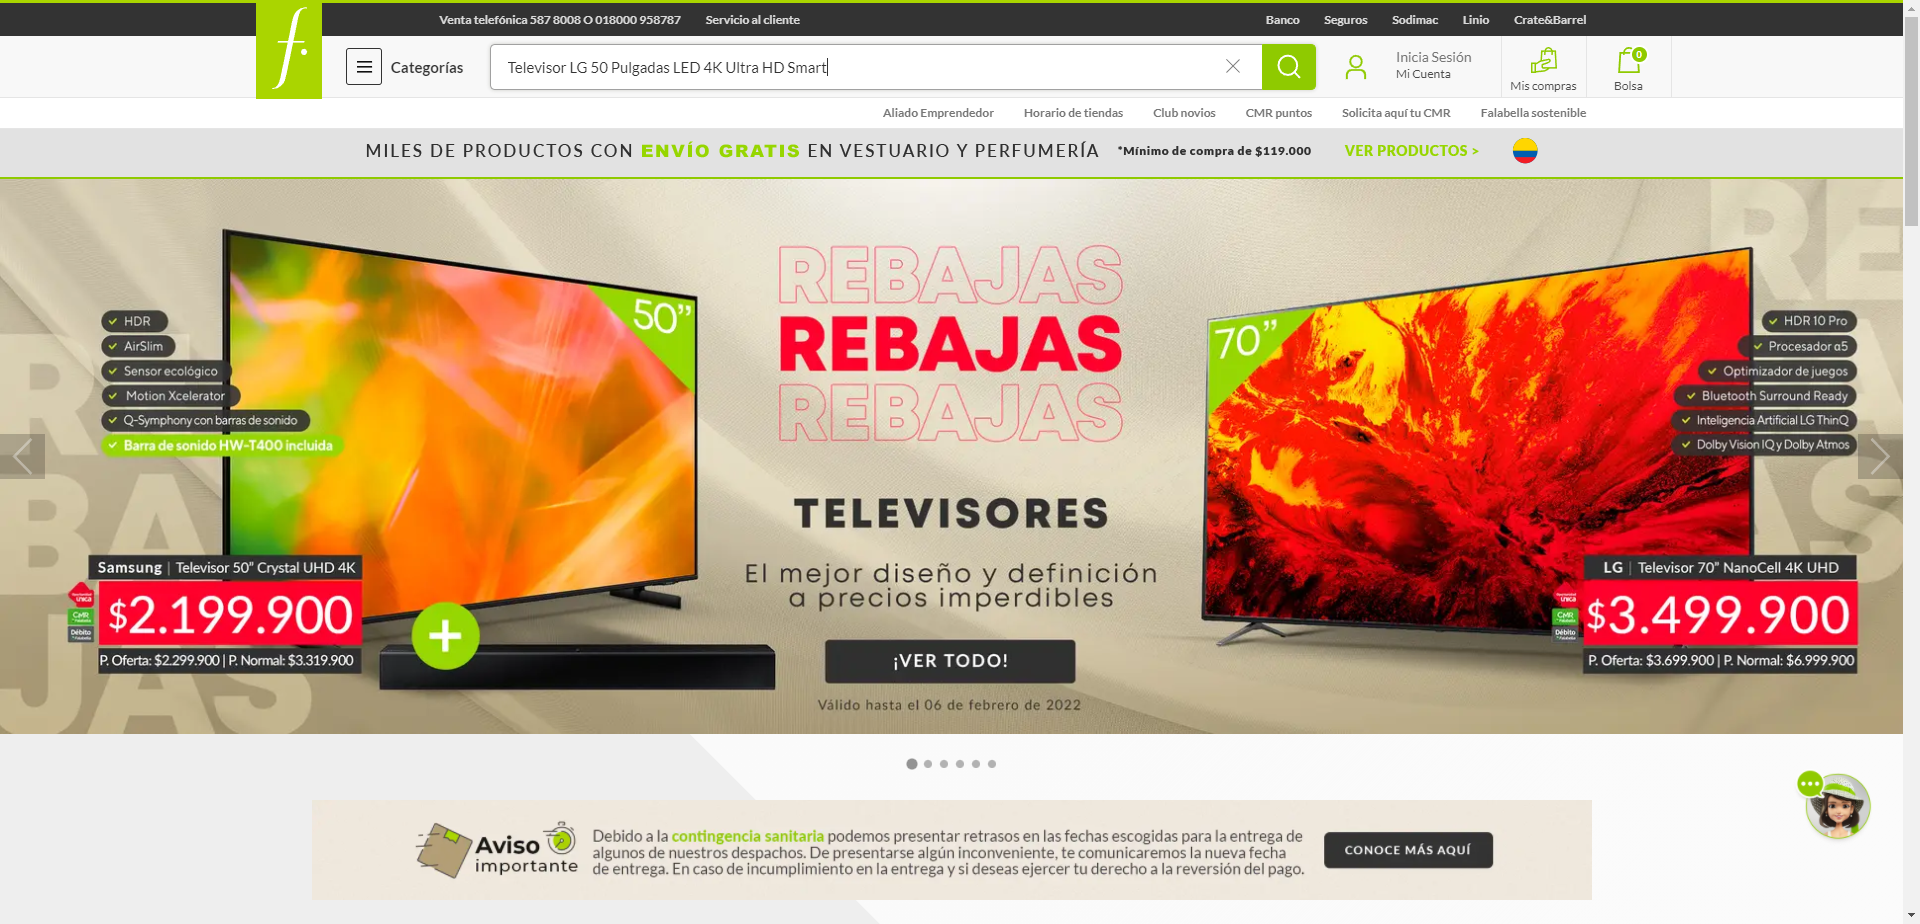 Venta telefónica 587 8008 O 018000 958787
Servicio al cliente
Banco
Seguros
Sodimac
Linio
Crate&Barrel
f.
Categorías
Televisor LG 50 Pulgadas LED 4K Ultra HD Smart
Inicia Sesión
Mi Cuenta
Mis compras
0
Bolsa
Aliado Emprendedor
Horario de tiendas
Club novios
CMR puntos
Solicita aquí tu CMR
Falabella sostenible
MILES DE PRODUCTOS CON ENVÍO GRATIS EN VESTUARIO Y PERFUMERÍA *Mínimo de compra de $119.000 VER PRODUCTOS >
50”
HDR
AirSlim
Sensor ecológico
Motion Xcelerator
Q-Symphony con barras de sonido
Barra de sonido HW-T400 incluida
Samsung | Televisor 50” Crystal UHD 4K
Oportunidad única
CMR
Débito
$2.199.900
P. Oferta: $2.299.900 | P. Normal: $3.319.900
REBAJAS
REBAJAS
REBAJAS
TELEVISORES
El mejor diseño y definición
a precios imperdibles
¡VER TODO!
Válido hasta el 06 de febrero de 2022
70”
HDR 10 Pro
Procesador α5
Optimizador de juegos
Bluetooth Surround Ready
Inteligencia Artificial LG ThinQ
Dolby Vision IQ y Dolby Atmos
LG | Televisor 70” NanoCell 4K UHD
Oportunidad única
CMR
Débito
$3.499.900
P. Oferta: $3.699.900 | P. Normal: $6.999.900
Aviso
importante
Debido a la contingencia sanitaria podemos presentar retrasos en las fechas escogidas para la entrega de
algunos de nuestros despachos. De presentarse algún inconveniente, te comunicaremos la nueva fecha
de entrega. En caso de incumplimiento en la entrega y si deseas ejercer tu derecho a la reversión del pago.
CONOCE MÁS AQUÍ